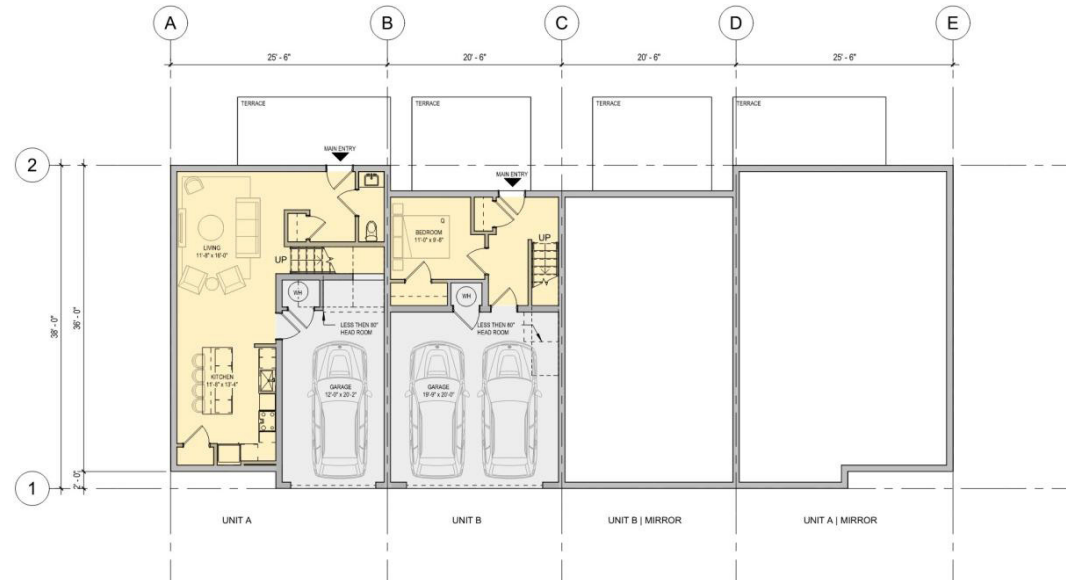 A
B
C
D
E
25' - 6"
20' - 6"
20' - 6"
25' - 6"
TERRACE
TERRACE
TERRACE
TERRACE
2
MAIN ENTRY
MAIN ENTRY
BEDROOM
11'-0" x 9'-8"
LIVING
11'-8" x 16'-0"
UP
UP
WH
WH
LESS THEN 80"
HEAD ROOM
LESS THEN 80"
HEAD ROOM
38' - 0"
36' - 0"
KITCHEN
11'-6" x 13'-4"
GARAGE
12'-0" x 20'-2"
GARAGE
19'-9" x 20'-0"
2' - 0"
1
UNIT A
UNIT B
UNIT B | MIRROR
UNIT A | MIRROR